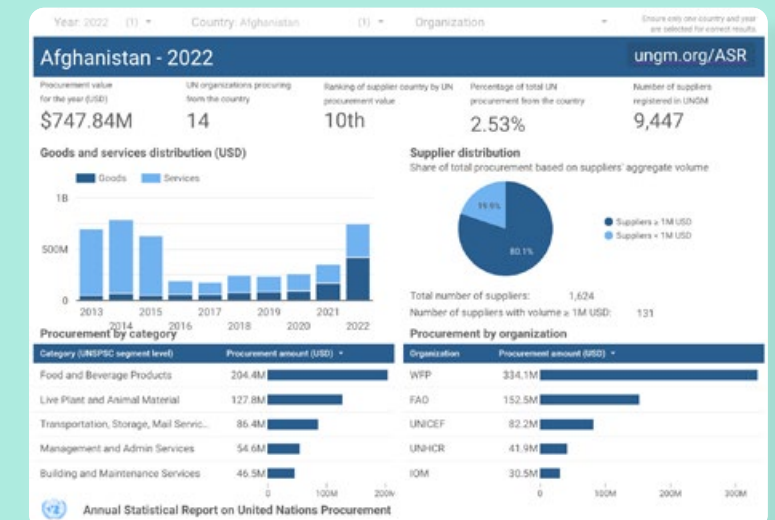 Year: 2022 (1)
Country: Afghanistan (1)
Organization
Ensure only one country and year
are selected for correct results.
Afghanistan - 2022
ungm.org/ASR
Procurement value
for the year (USD)
$747.84M
UN organizations procuring
from the country
14
Ranking of supplier country by UN
procurement value
10th
Percentage of total UN
procurement from the country
2.53%
Number of suppliers
registered in UNGM
9,447
Goods and services distribution (USD)
Goods
Services
1B
500M
0
2013
2014
2015
2016
2017
2018
2019
2020
2021
2022
Supplier distribution
Share of total procurement based on suppliers' aggregate volume
19.9%
80.1%
Suppliers ≥ 1M USD
Suppliers < 1M USD
Total number of suppliers: 1,624
Number of suppliers with volume ≥ 1M USD: 131
Procurement by category
Category (UNSPSC segment level) Procurement amount (USD)
Food and Beverage Products 204.4M
Live Plant and Animal Material 127.8M
Transportation, Storage, Mail Servic... 86.4M
Management and Admin Services 54.6M
Building and Maintenance Services 46.5M
0 100M 200M
Procurement by organization
Organization Procurement amount (USD)
WFP 334.1M
FAO 152.5M
UNICEF 82.2M
UNHCR 41.9M
IOM 30.5M
0 100M 200M 300M
Annual Statistical Report on United Nations Procurement